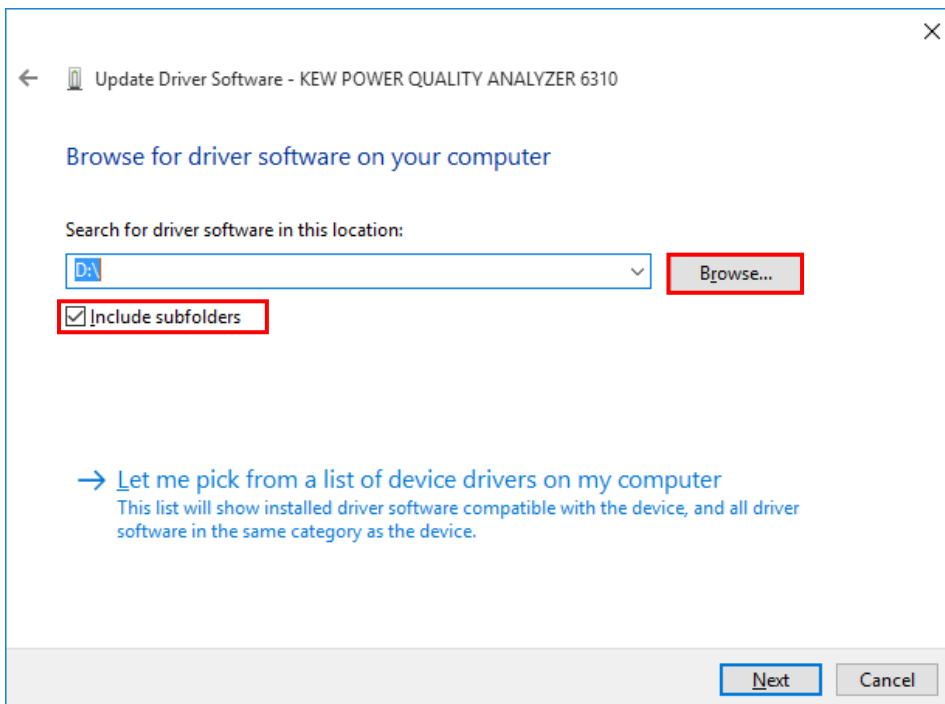 Update Driver Software - KEW POWER QUALITY ANALYZER 6310
Browse for driver software on your computer
Search for driver software in this location:
D:\
Browse...
Include subfolders
Let me pick from a list of device drivers on my computer
This list will show installed driver software compatible with the device, and all driver
software in the same category as the device.
Next
Cancel